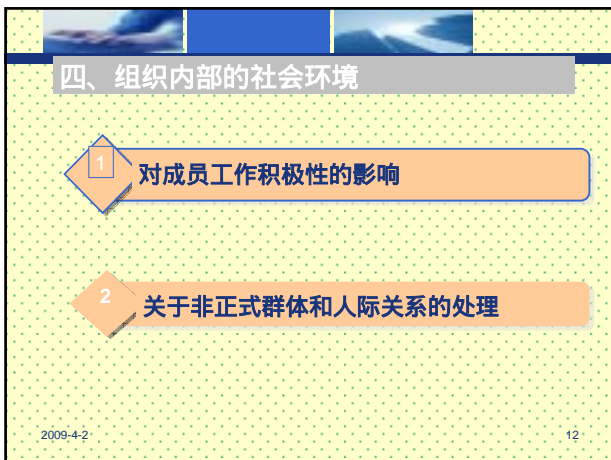 四、组织内部的社会环境
1
对成员工作积极性的影响
2
关于非正式群体和人际关系的处理
2009-4-2
12